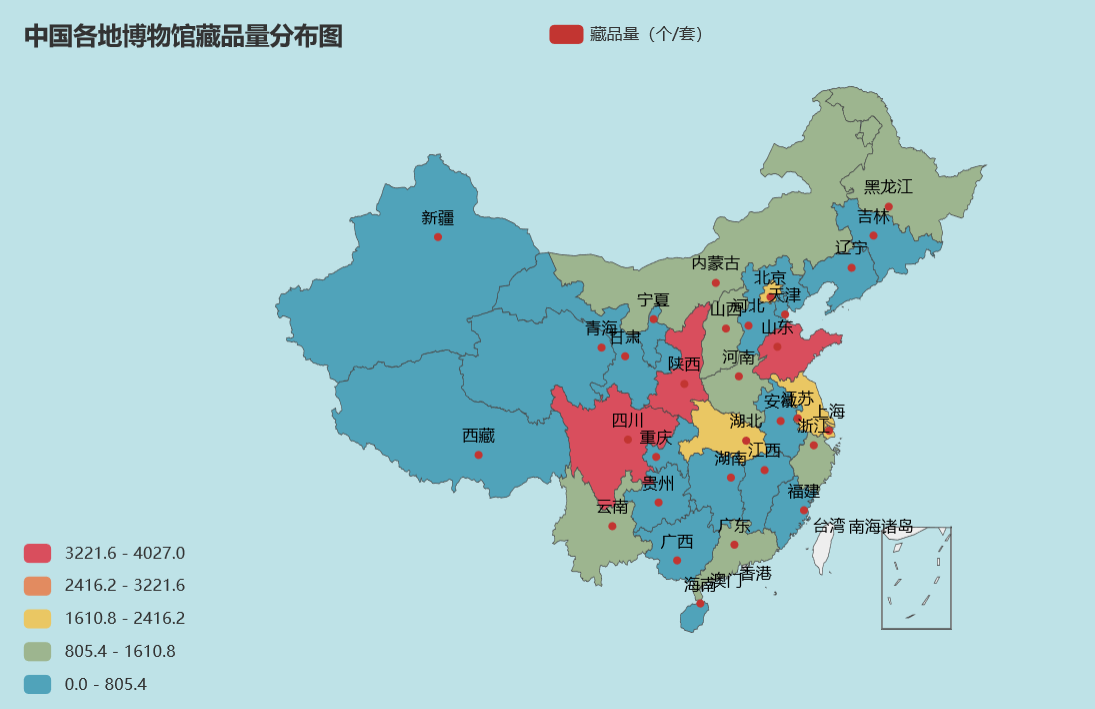 中国各地博物馆藏品量分布图
藏品量（个/套）
黑龙江
新疆
吉林
辽宁
内蒙古
北京
天津
宁夏
山西
河北
青海
甘肃
山东
河南
陕西
安徽
江苏
上海
四川
湖北
浙江
重庆
西藏
江西
湖南
贵州
福建
云南
广东
台湾
南海诸岛
广西
香港
澳门
海南
3221.6 - 4027.0
2416.2 - 3221.6
1610.8 - 2416.2
805.4 - 1610.8
0.0 - 805.4